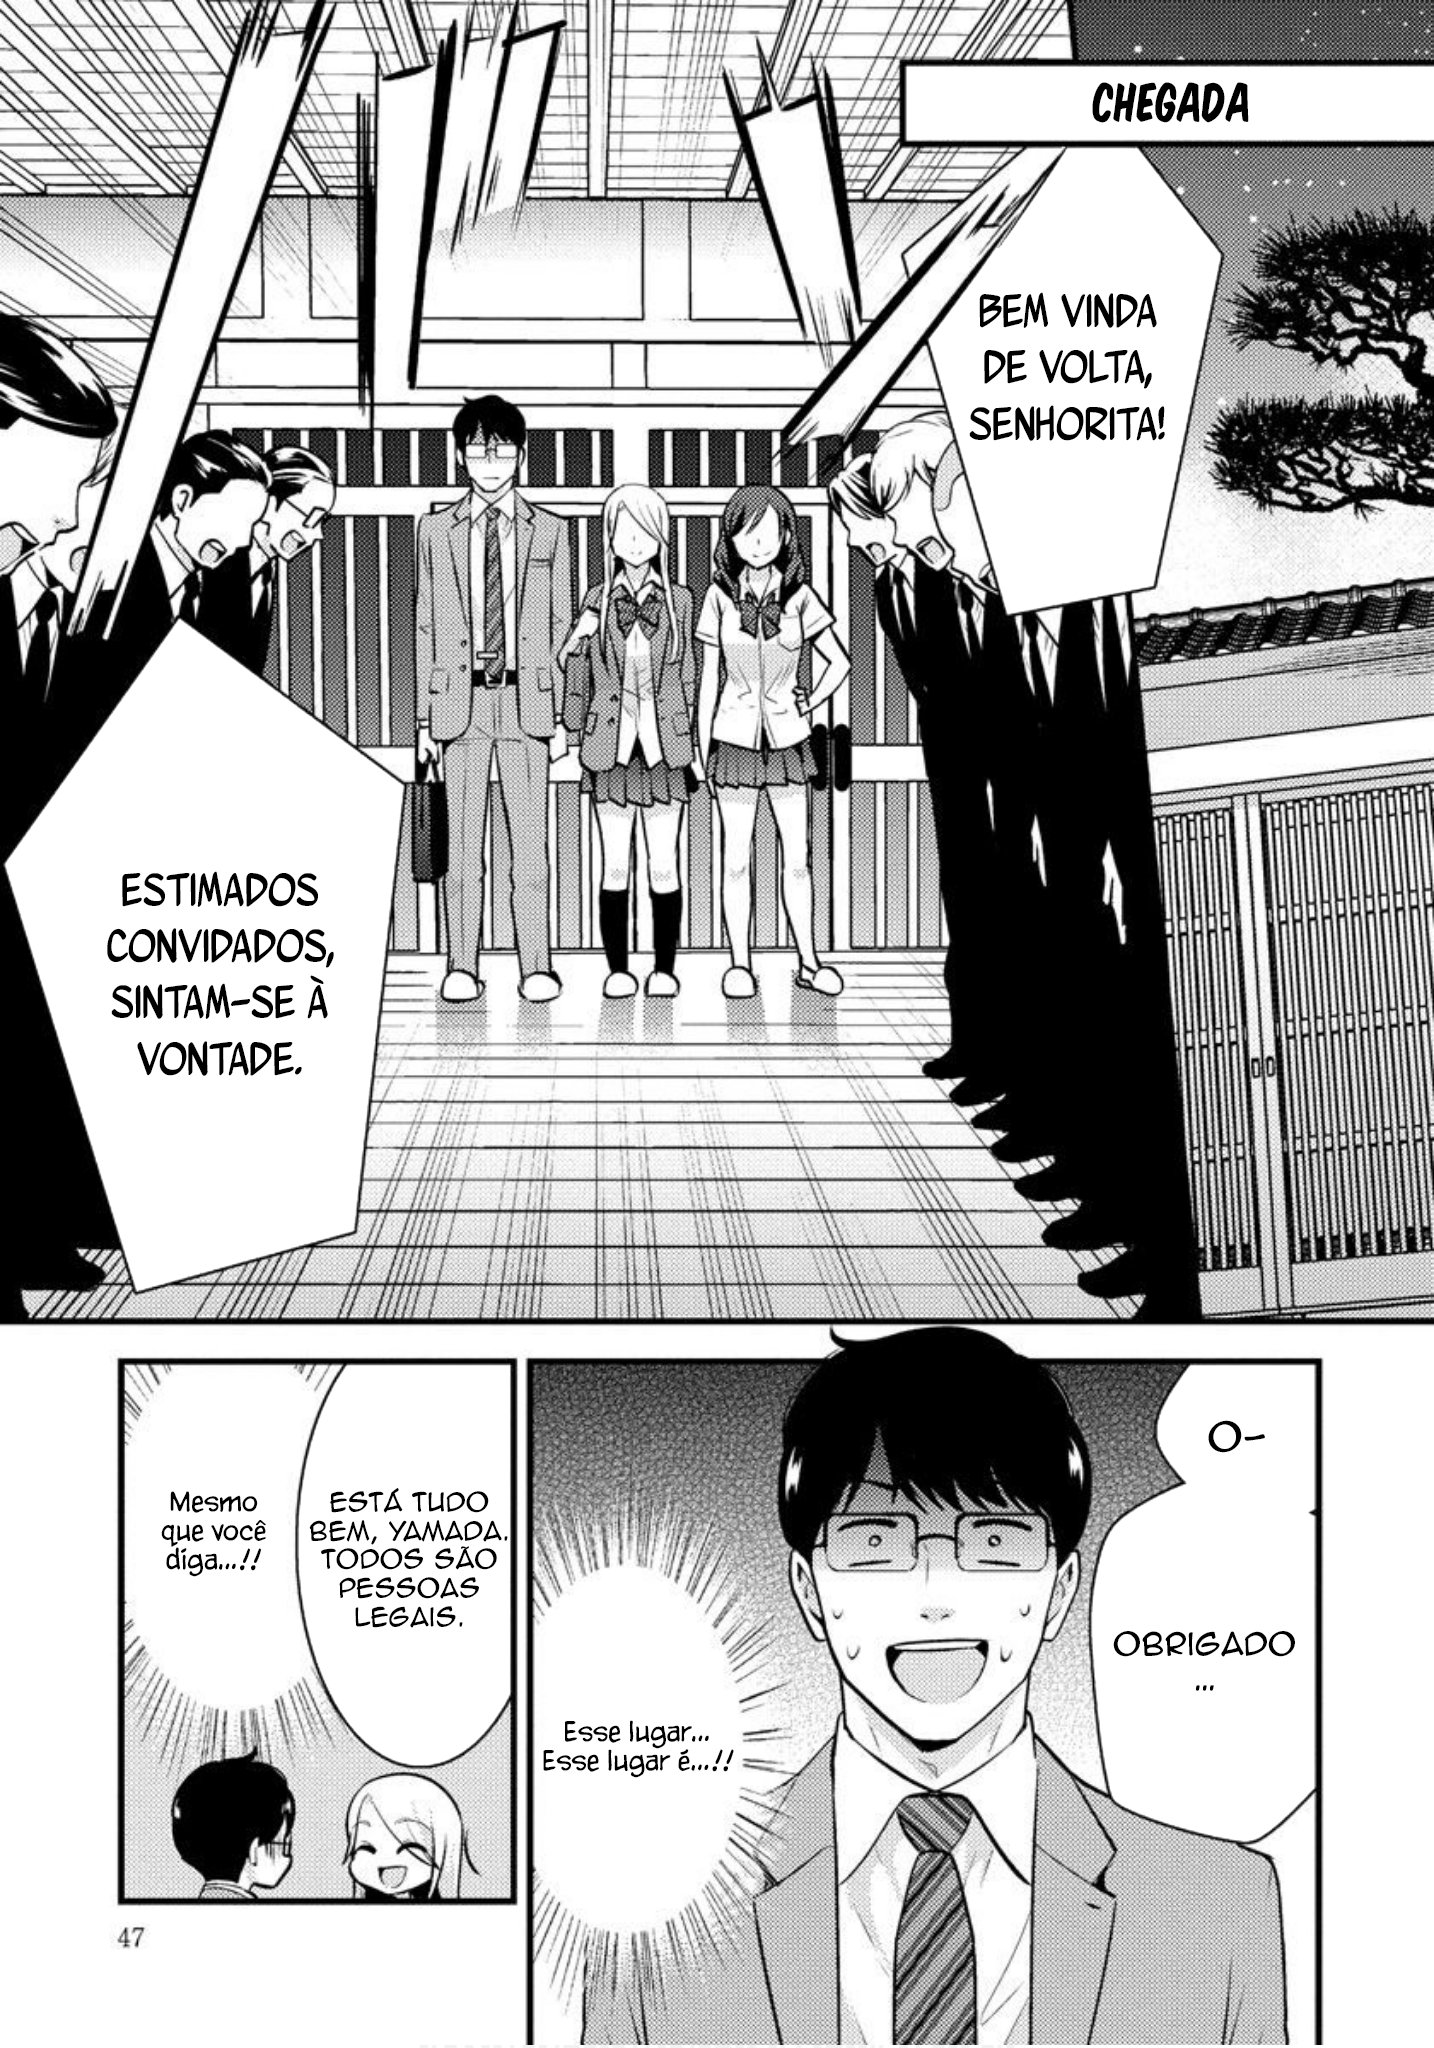 CHEGADA
BEM VINDA
DE VOLTA,
SENHORITA!
ESTIMADOS
CONVIDADOS,
SINTAM-SE À
VONTADE.
O-
OBRIGADO
...
Esse lugar...
Esse lugar é...!!
ESTÁ TUDO
BEM, YAMADA.
TODOS SÃO
PESSOAS
LEGAIS.
Mesmo
que você
diga...!!
47